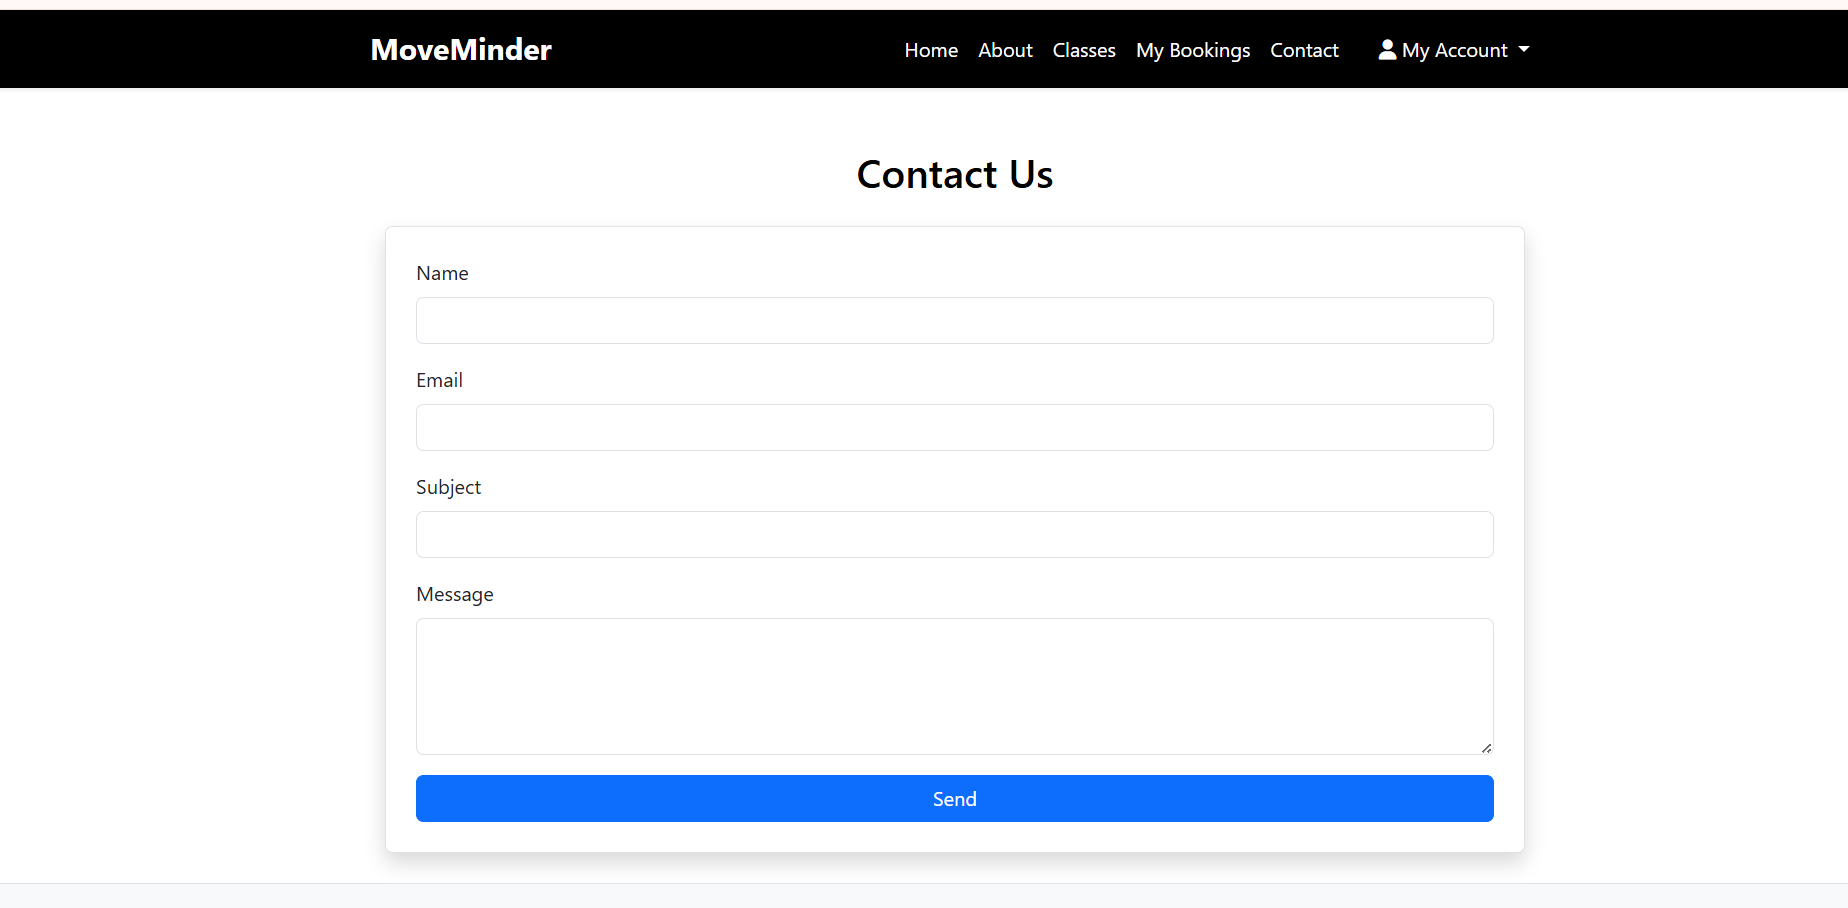 MoveMinder Home About Classes My Bookings Contact My Account
Contact Us
Name
Email
Subject
Message
Send